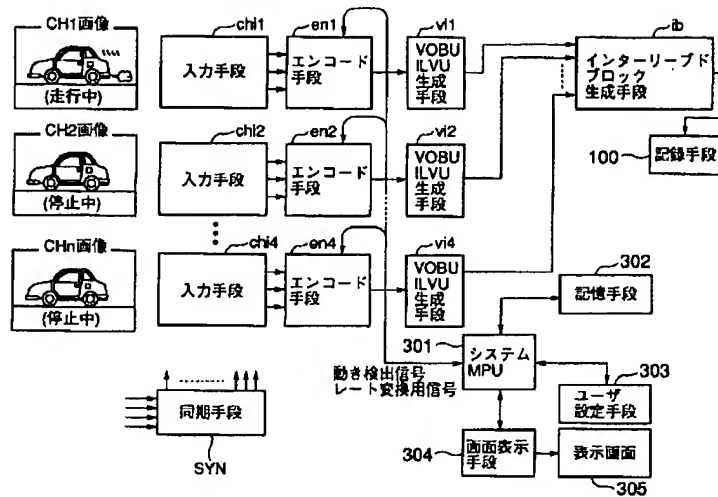 CH1画像
(走行中)
chi1
入力手段
en1
エンコード
手段
vi1
VOBU
ILVU
生成
手段
ib
インターリーブド
ブロック
生成手段
100
記録手段
CH2画像
(停止中)
chi2
入力手段
en2
エンコード
手段
vi2
VOBU
ILVU
生成
手段
CHn画像
(停止中)
chi4
入力手段
en4
エンコード
手段
vi4
VOBU
ILVU
生成
手段
302
記憶手段
301
システム
MPU
動き検出信号
レート変換用信号
303
ユーザ
設定手段
同期手段
SYN
304
画面表示
手段
表示画面
305